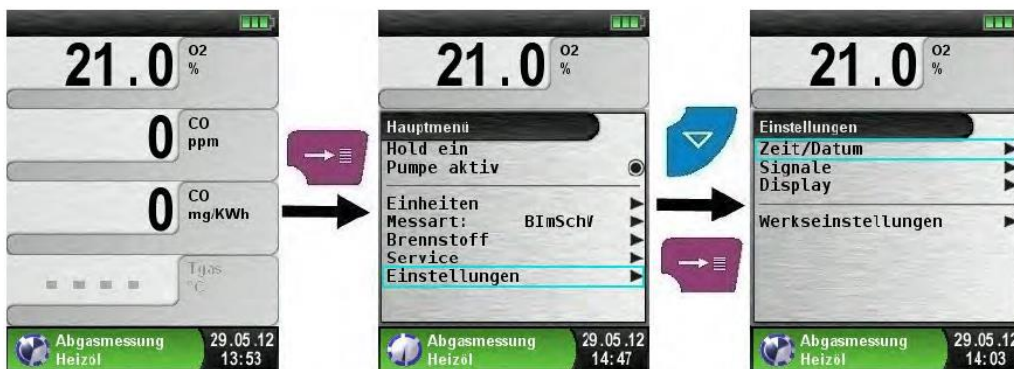 21.0 O2 %
0 CO ppm
0 CO mg/KWh
Tgas °C
Abgasmessung Heizöl 29.05.12 13:53
21.0 O2 %
Hauptmenü
Hold ein
Pumpe aktiv
Einheiten
Messart: BImSchV
Brennstoff
Service
Einstellungen
Abgasmessung Heizöl 29.05.12 14:47
21.0 O2 %
Einstellungen
Zeit/Datum
Signale
Display
Werkseinstellungen
Abgasmessung Heizöl 29.05.12 14:03